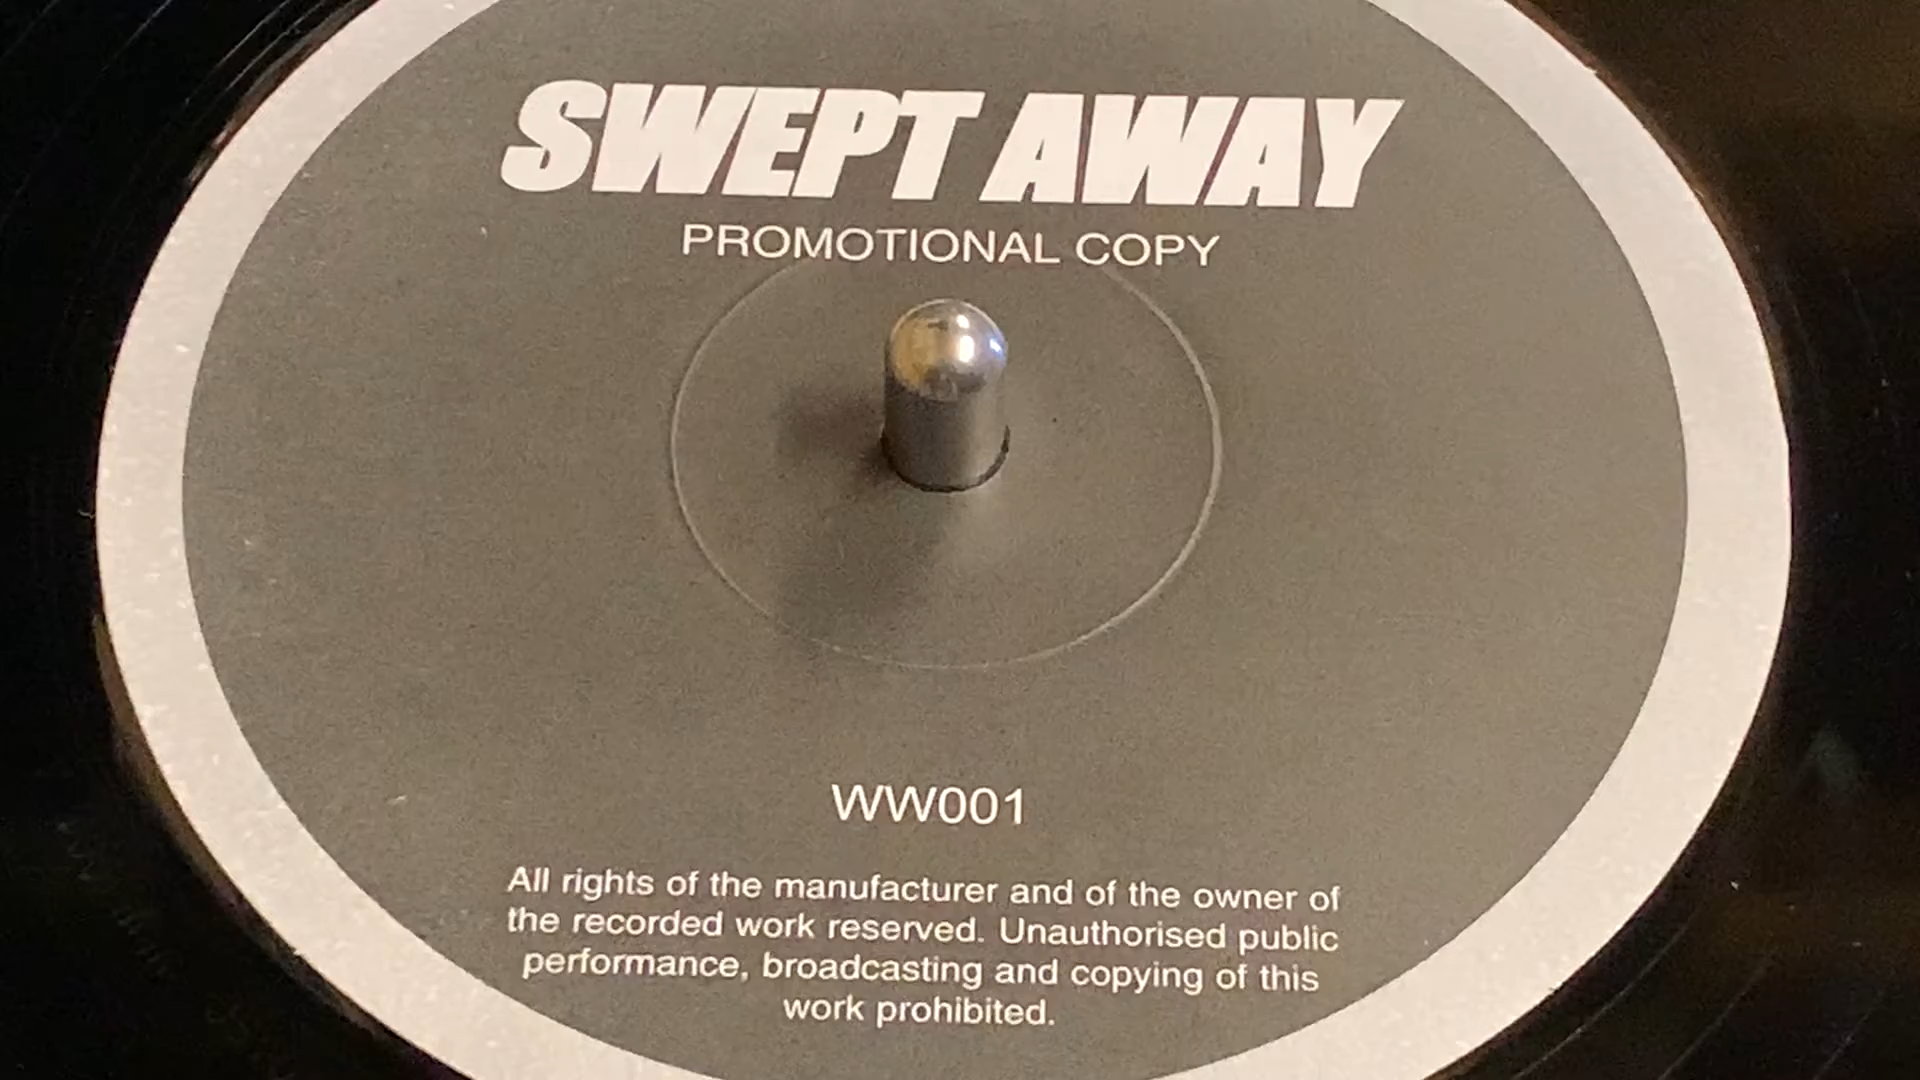 SWEPT AWAY
PROMOTIONAL COPY
WW001
All rights of the manufacturer and of the owner of
the recorded work reserved. Unauthorised public
performance, broadcasting and copying of this
work prohibited.